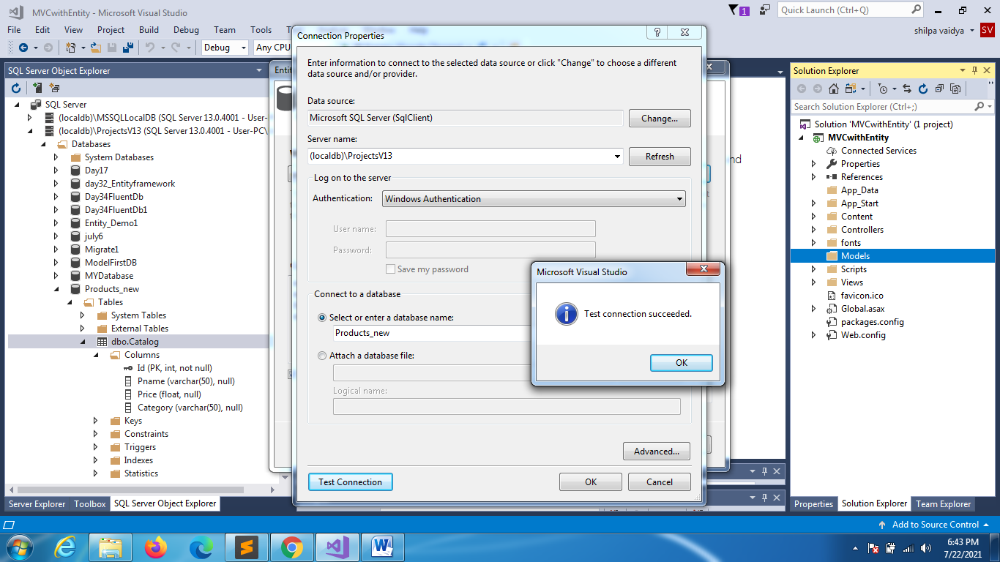 MVCwithEntity - Microsoft Visual Studio
1
Quick Launch (Ctrl+Q)
File Edit View Project Build Debug Team Tools
shilpa vaidya
SV
Debug
Any CPU
SQL Server Object Explorer
SQL Server
(localdb)\MSSQLLocalDB (SQL Server 13.0.4001 - User-
(localdb)\ProjectsV13 (SQL Server 13.0.4001 - User-PC\
Databases
System Databases
Day17
day32_Entityframework
Day34FluentDb
Day34FluentDb1
Entity_Demo1
july6
Migrate1
ModelFirstDB
MYDatabase
Products_new
Tables
System Tables
External Tables
dbo.Catalog
Columns
Id (PK, int, not null)
Pname (varchar(50), null)
Price (float, null)
Category (varchar(50), null)
Keys
Constraints
Triggers
Indexes
Statistics
Server Explorer Toolbox SQL Server Object Explorer
Connection Properties
Enter information to connect to the selected data source or click "Change" to choose a different
data source and/or provider.
Data source:
Microsoft SQL Server (SqlClient)
Change...
Server name:
(localdb)\ProjectsV13
Refresh
Log on to the server
Authentication:
Windows Authentication
User name:
Password:
Save my password
Connect to a database
Select or enter a database name:
Products_new
Attach a database file:
Logical name:
Advanced...
Test Connection
OK
Cancel
Microsoft Visual Studio
Test connection succeeded.
OK
Solution Explorer
Search Solution Explorer (Ctrl+;)
Solution 'MVCwithEntity' (1 project)
MVCwithEntity
Connected Services
Properties
References
App_Data
App_Start
Content
Controllers
fonts
Models
Scripts
Views
favicon.ico
Global.asax
packages.config
Web.config
Properties Solution Explorer Team Explorer
Add to Source Control
6:43 PM
7/22/2021